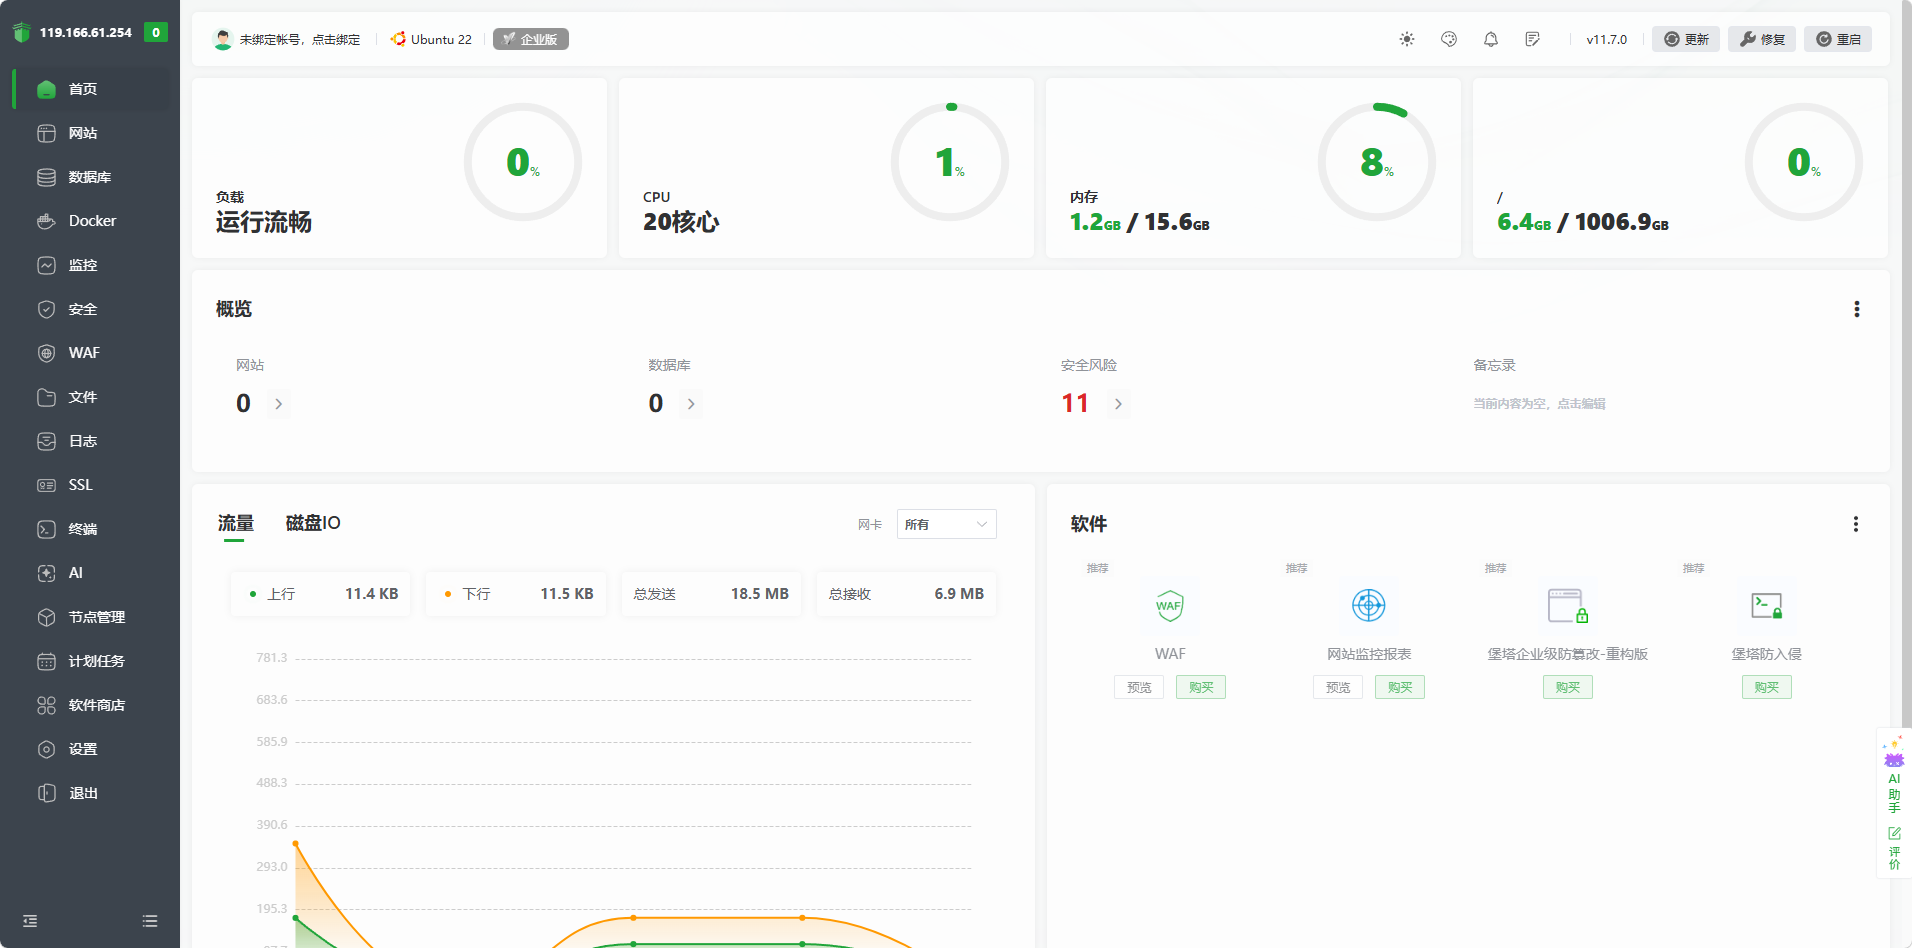 119.166.61.254 0
首页
网站
数据库
Docker
监控
安全
WAF
文件
日志
SSL
终端
AI
节点管理
计划任务
软件商店
设置
退出
未绑定帐号，点击绑定 Ubuntu 22 企业版 v11.7.0 更新 修复 重启
负载
运行流畅
0%
CPU
20核心
1%
内存
1.2GB / 15.6GB
8%
/
6.4GB / 1006.9GB
0%
概览
网站
0
数据库
0
安全风险
11
备忘录
当前内容为空，点击编辑
流量 磁盘IO 网卡 所有
上行 11.4 KB
下行 11.5 KB
总发送 18.5 MB
总接收 6.9 MB
781.3
683.6
585.9
488.3
390.6
293.0
195.3
软件
推荐
WAF
预览 购买
推荐
网站监控报表
预览 购买
推荐
堡塔企业级防篡改-重构版
购买
推荐
堡塔防入侵
购买
AI
助
手
评
价